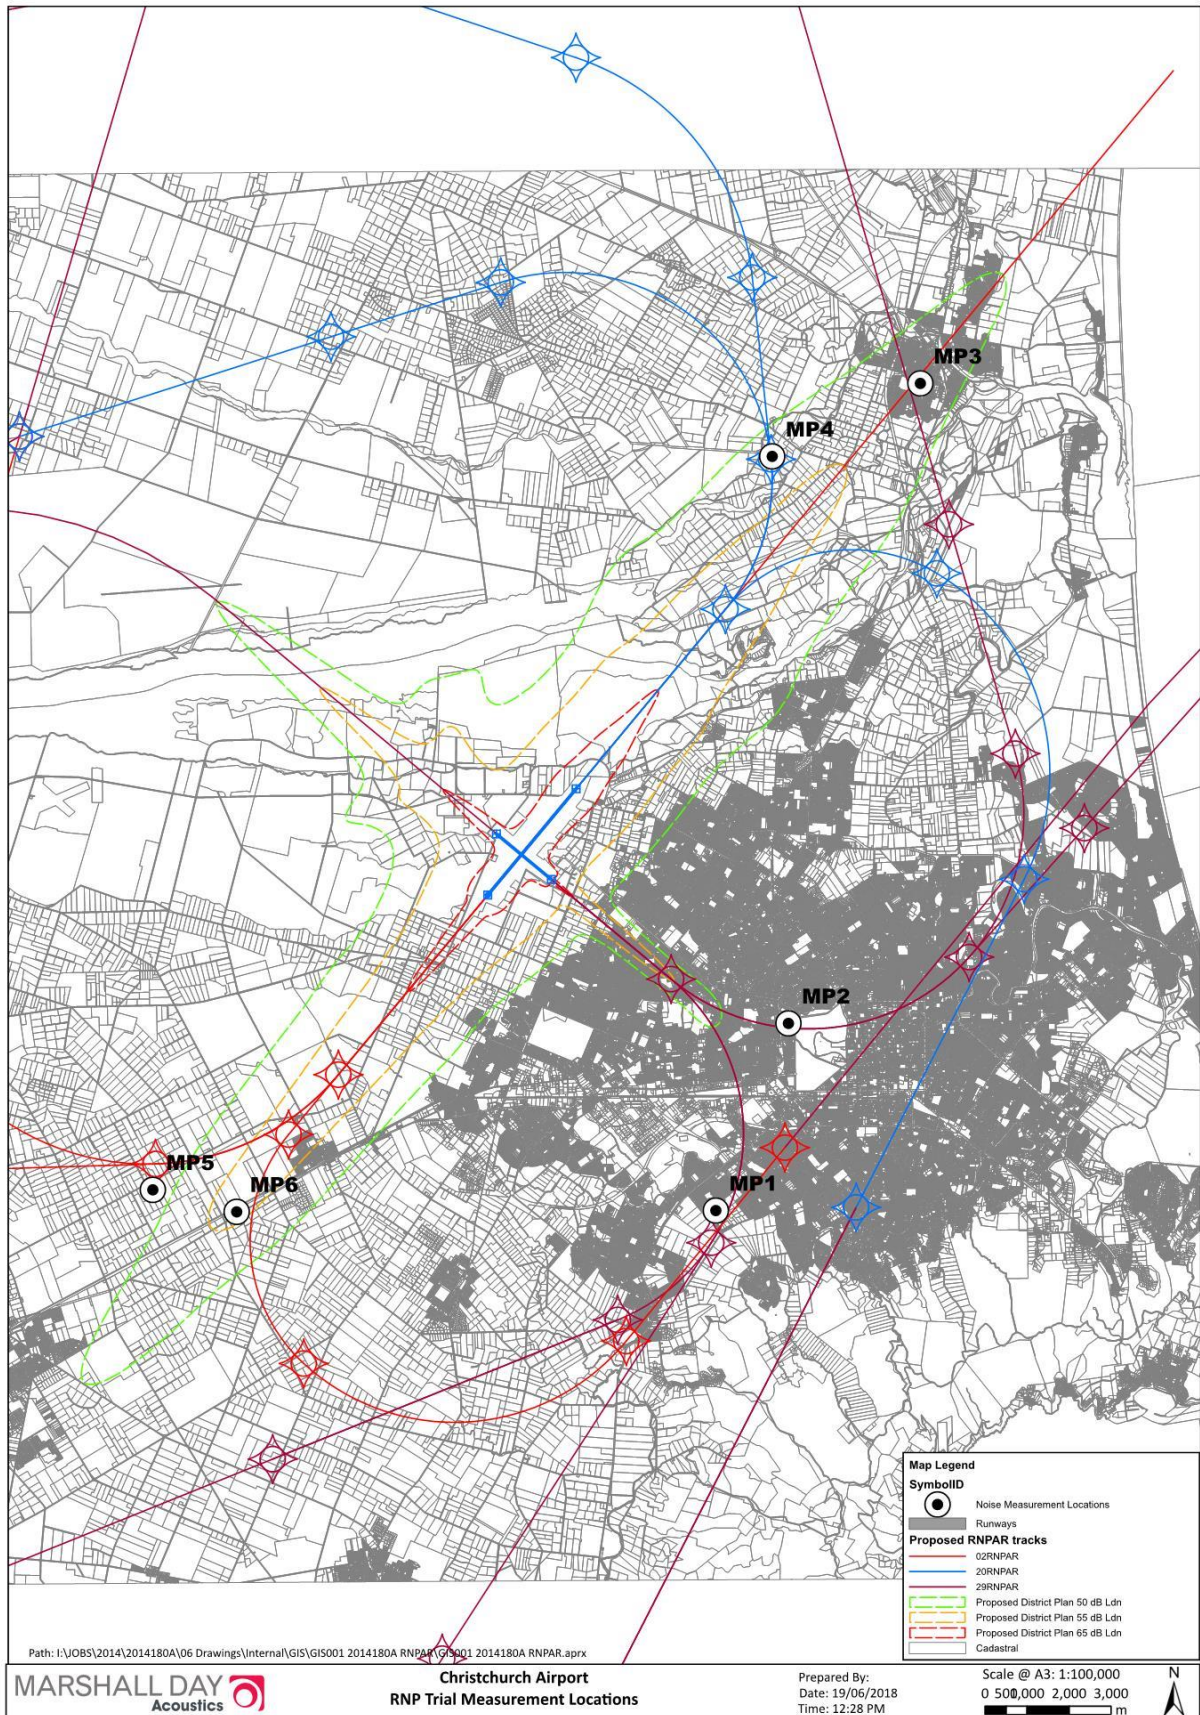 MP3
MP4
MP2
MP5
MP6
MP1
Map Legend
SymbolID
Noise Measurement Locations
Runways
Proposed RNPAR tracks
02RNPAR
20RNPAR
29RNPAR
Proposed District Plan 50 dB Ldn
Proposed District Plan 55 dB Ldn
Proposed District Plan 65 dB Ldn
Cadastral
Path: I:\JOBS\2014\2014180A\06 Drawings\Internal\GIS\GIS001 2014180A RNPAR\GIS001 2014180A RNPAR.aprx
MARSHALL DAY
Acoustics
Christchurch Airport
RNP Trial Measurement Locations
Prepared By:
Date: 19/06/2018
Time: 12:28 PM
Scale @ A3: 1:100,000
0 500 1,000 2,000 3,000
m
N